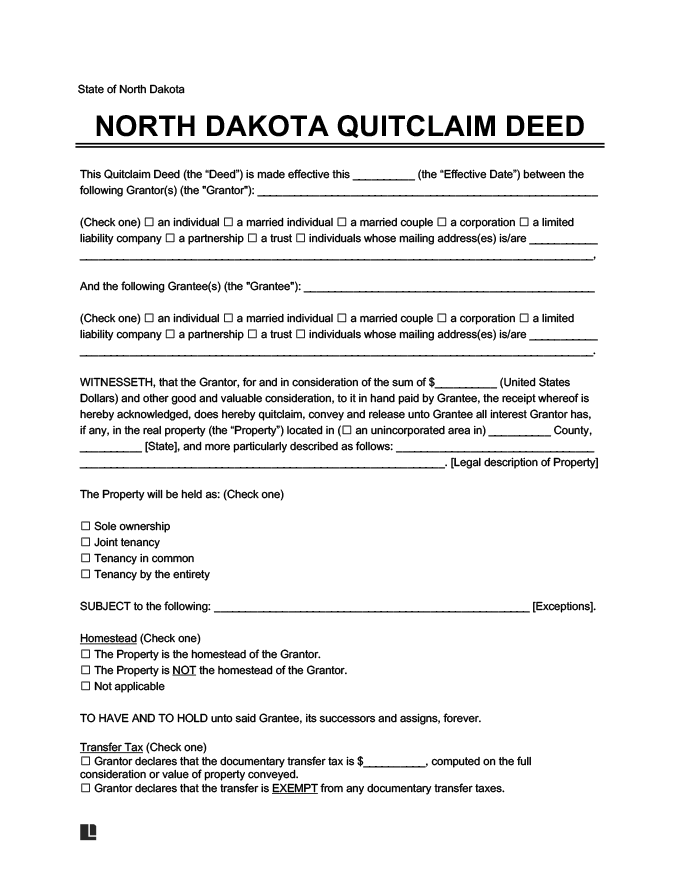 State of North Dakota
NORTH DAKOTA QUITCLAIM DEED
This Quitclaim Deed (the “Deed”) is made effective this __________ (the “Effective Date”) between the
following Grantor(s) (the "Grantor"): _______________________________________________________
(Check one) ☐ an individual ☐ a married individual ☐ a married couple ☐ a corporation ☐ a limited
liability company ☐ a partnership ☐ a trust ☐ individuals whose mailing address(es) is/are ___________
___________________________________________________________________________________,
And the following Grantee(s) (the "Grantee"): _______________________________________________
(Check one) ☐ an individual ☐ a married individual ☐ a married couple ☐ a corporation ☐ a limited
liability company ☐ a partnership ☐ a trust ☐ individuals whose mailing address(es) is/are ___________
___________________________________________________________________________________.
WITNESSETH, that the Grantor, for and in consideration of the sum of $__________ (United States
Dollars) and other good and valuable consideration, to it in hand paid by Grantee, the receipt whereof is
hereby acknowledged, does hereby quitclaim, convey and release unto Grantee all interest Grantor has,
if any, in the real property (the “Property”) located in (☐ an unincorporated area in) __________ County,
__________ [State], and more particularly described as follows: ________________________________
___________________________________________________________. [Legal description of Property]
The Property will be held as: (Check one)
☐ Sole ownership
☐ Joint tenancy
☐ Tenancy in common
☐ Tenancy by the entirety
SUBJECT to the following: ___________________________________________________ [Exceptions].
Homestead (Check one)
☐ The Property is the homestead of the Grantor.
☐ The Property is NOT the homestead of the Grantor.
☐ Not applicable
TO HAVE AND TO HOLD unto said Grantee, its successors and assigns, forever.
Transfer Tax (Check one)
☐ Grantor declares that the documentary transfer tax is $__________, computed on the full
consideration or value of property conveyed.
☐ Grantor declares that the transfer is EXEMPT from any documentary transfer taxes.